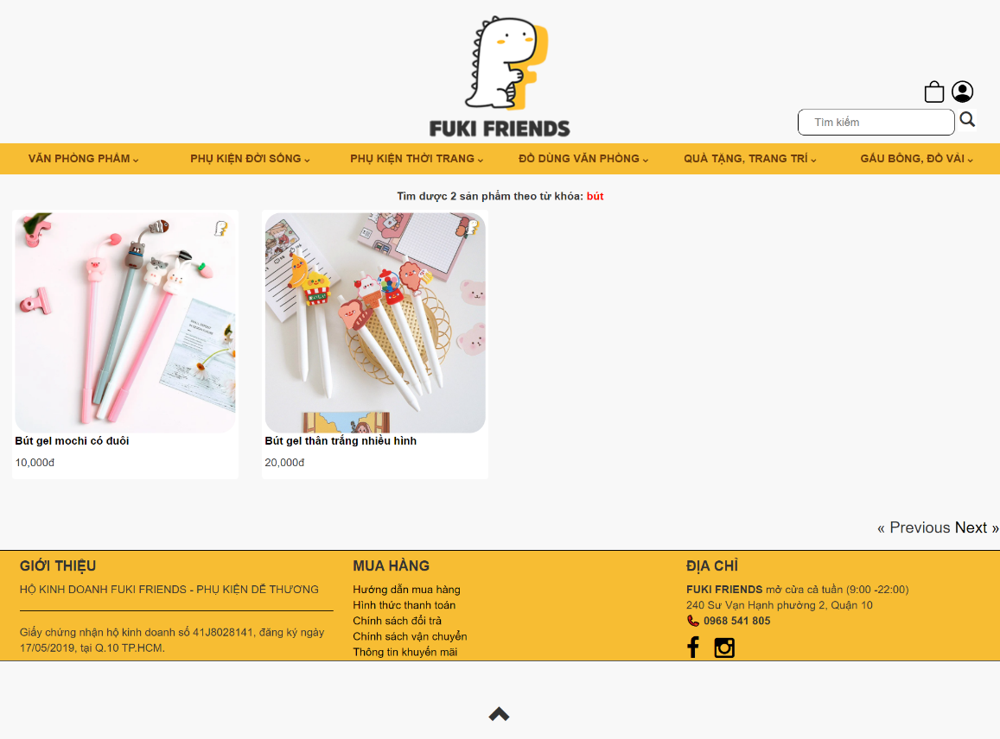 FUKI FRIENDS
Tìm kiếm
VĂN PHÒNG PHẨM PHỤ KIỆN ĐỜI SỐNG PHỤ KIỆN THỜI TRANG ĐỒ DÙNG VĂN PHÒNG QUÀ TẶNG, TRANG TRÍ GẤU BÔNG, ĐỒ VẢI
Tìm được 2 sản phẩm theo từ khóa: bút
Bút gel mochi có đuôi
10,000đ
Bút gel thân trắng nhiều hình
20,000đ
« Previous Next »
GIỚI THIỆU
HỘ KINH DOANH FUKI FRIENDS - PHỤ KIỆN DỄ THƯƠNG
Giấy chứng nhận hộ kinh doanh số 41J8028141, đăng ký ngày
17/05/2019, tại Q.10 TP.HCM.
MUA HÀNG
Hướng dẫn mua hàng
Hình thức thanh toán
Chính sách đổi trả
Chính sách vận chuyển
Thông tin khuyến mãi
ĐỊA CHỈ
FUKI FRIENDS mở cửa cả tuần (9:00 -22:00)
240 Sư Vạn Hạnh phường 2, Quận 10
0968 541 805